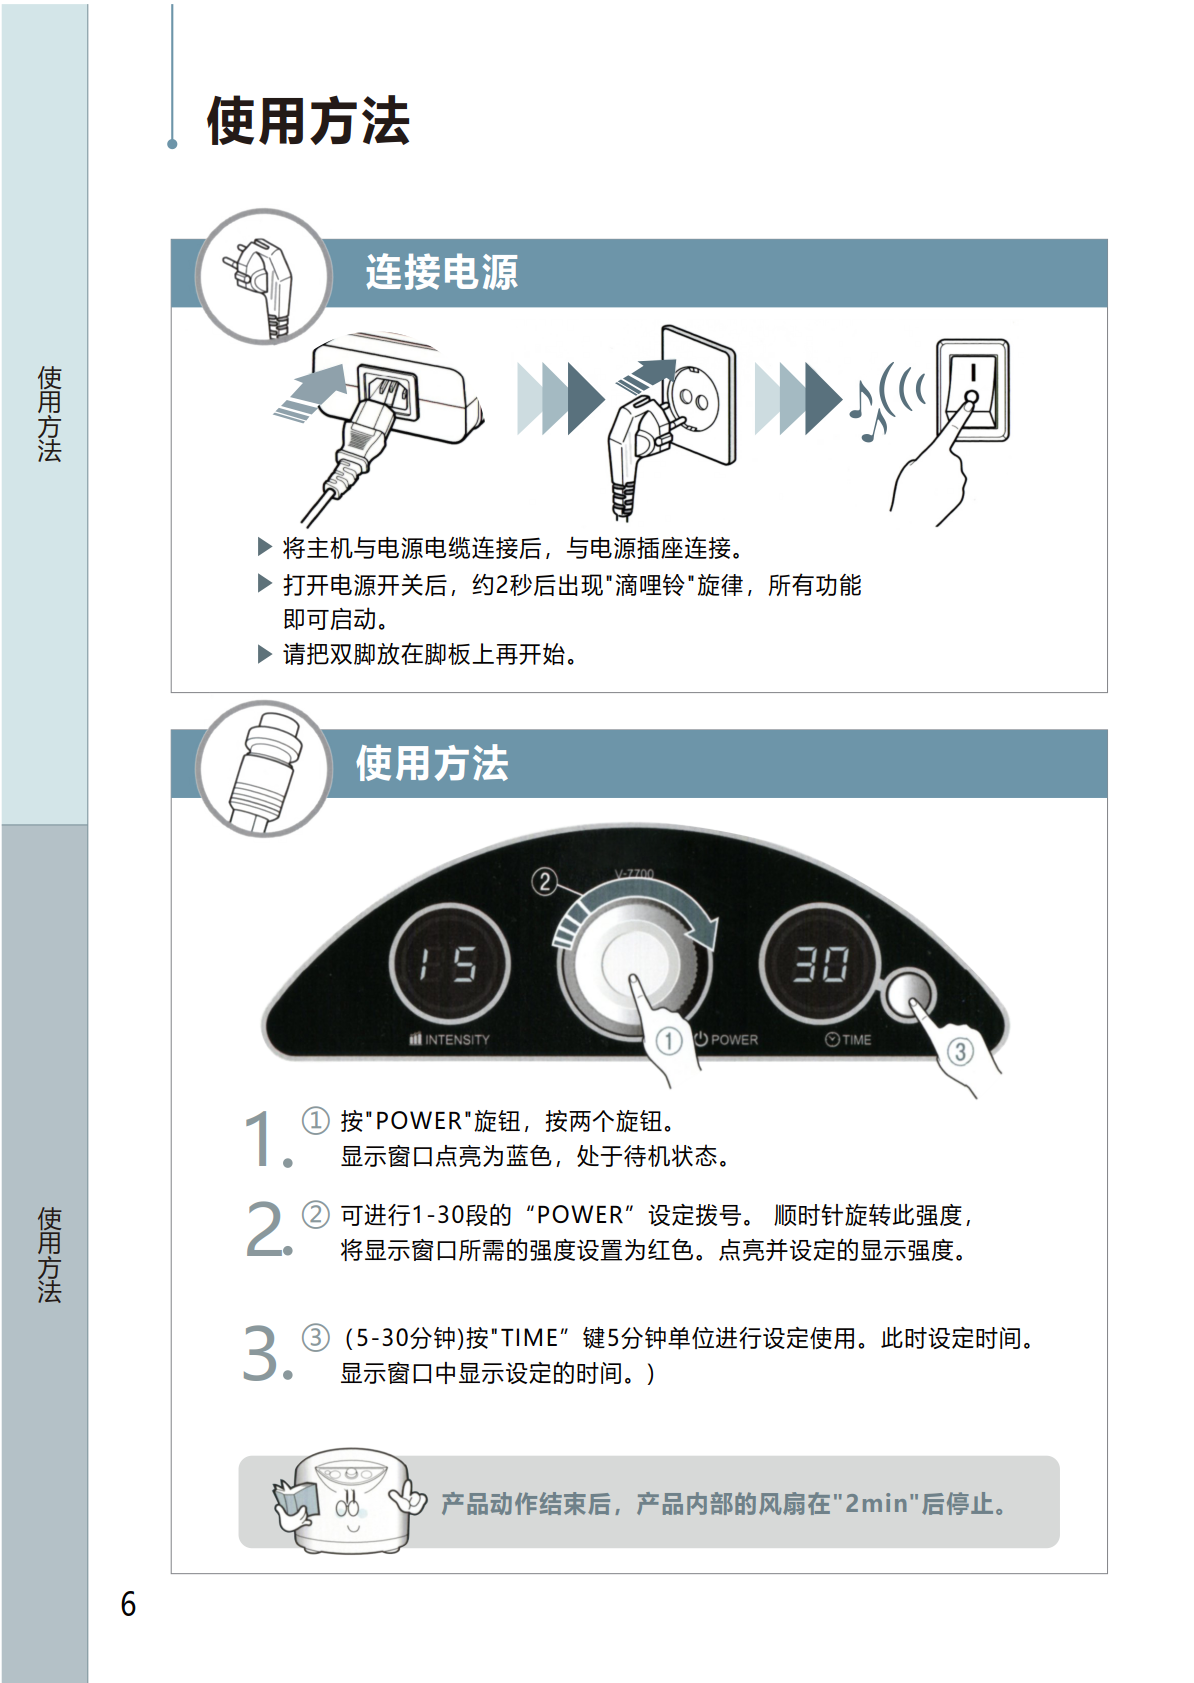 使用方法
连接电源
将主机与电源电缆连接后，与电源插座连接。
打开电源开关后，约2秒后出现"滴哩铃"旋律，所有功能
即可启动。
请把双脚放在脚板上再开始。
使用方法
使用方法
V-7700
②
15
30
INTENSITY
①
POWER
TIME
③
1. ① 按"POWER"旋钮，按两个旋钮。
显示窗口点亮为蓝色，处于待机状态。
2. ② 可进行1-30段的“POWER”设定拨号。 顺时针旋转此强度，
将显示窗口所需的强度设置为红色。点亮并设定的显示强度。
3. ③ (5-30分钟)按"TIME”键5分钟单位进行设定使用。此时设定时间。
显示窗口中显示设定的时间。)
产品动作结束后，产品内部的风扇在"2min"后停止。
使用方法
6